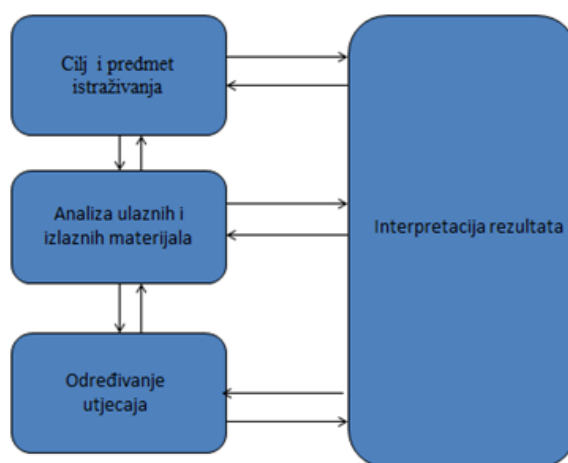 Cilj i predmet
istraživanja
Analiza ulaznih i
izlaznih materijala
Interpretacija rezultata
Određivanje
utjecaja